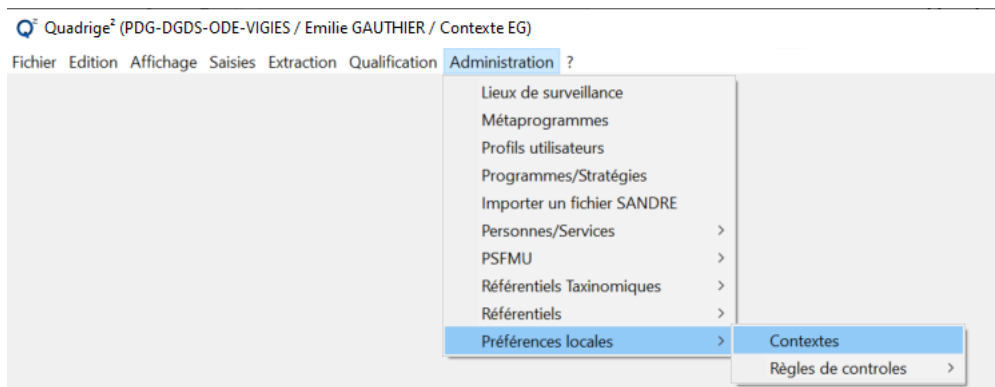 Quadrige² (PDG-DGDS-ODE-VIGIES / Emilie GAUTHIER / Contexte EG)
Fichier Edition Affichage Saisies Extraction Qualification Administration ?
Lieux de surveillance
Métaprogrammes
Profils utilisateurs
Programmes/Stratégies
Importer un fichier SANDRE
Personnes/Services
PSFMU
Référentiels Taxinomiques
Référentiels
Préférences locales
Contextes
Règles de controles